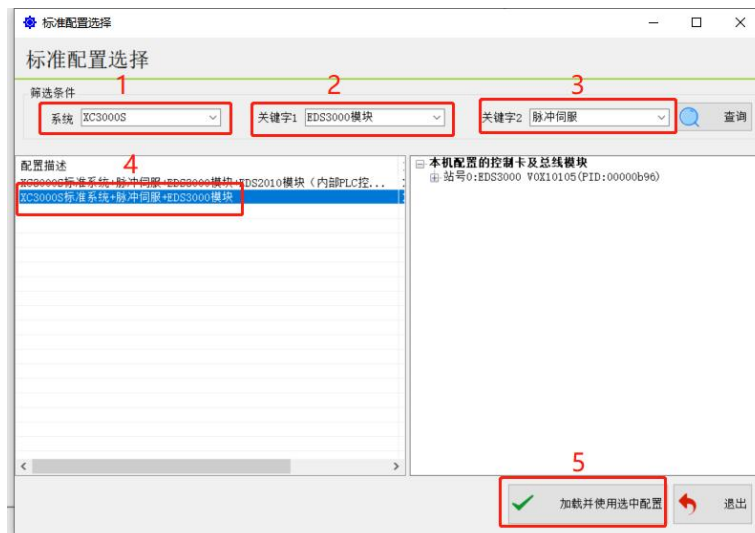 标准配置选择
标准配置选择
1
2
3
筛选条件
系统 XC3000S
关键字1 EDS3000模块
关键字2 脉冲伺服
查询
4
配置描述
XC3000S标准系统+脉冲伺服+EDS3000模块+EDS2010模块（内部PLC控...
XC3000S标准系统+脉冲伺服+EDS3000模块
本机配置的控制卡及总线模块
站号0:EDS3000 V0X10105(PID:00000b96)
5
加载并使用选中配置
退出